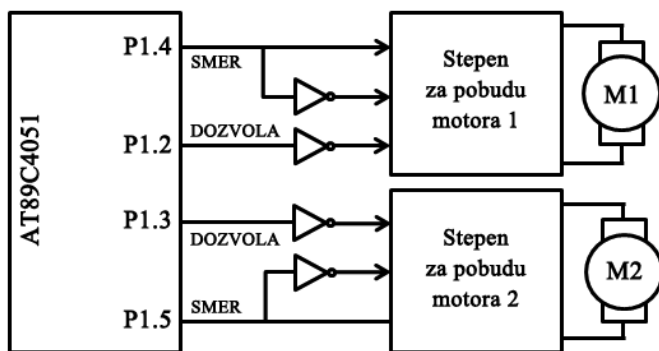 AT89C4051
P1.4
SMER
DOZVOLA
P1.2
Stepen
za pobudu
motora 1
M1
P1.3
DOZVOLA
SMER
P1.5
Stepen
za pobudu
motora 2
M2